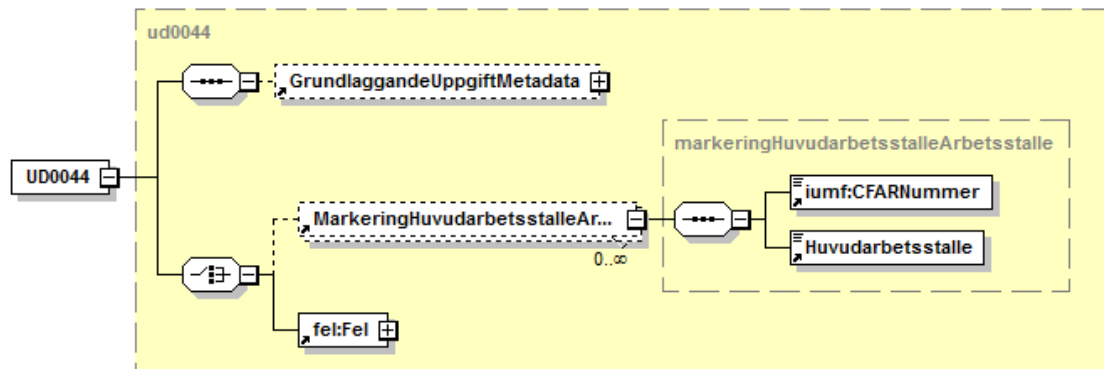 ud0044
GrundlaggandeUppgiftMetadata
markeringHuvudarbetsstalleArbetsstalle
UD0044
iumf:CFARNummer
MarkeringHuvudarbetsstalleAr...
Huvudarbetsstalle
0..∞
fel:Fel